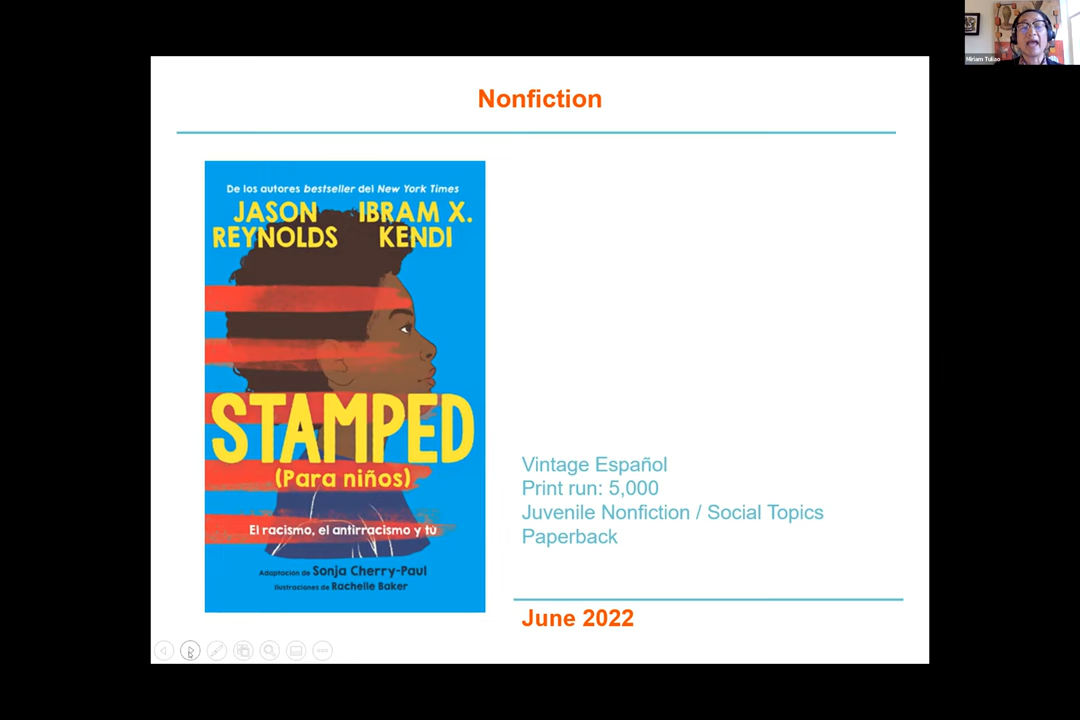 Miriam Tuliao
Nonfiction
De los autores bestseller del New York Times
JASON REYNOLDS
IBRAM X. KENDI
STAMPED
(Para niños)
El racismo, el antirracismo y tú
Adaptación de Sonja Cherry-Paul
Ilustraciones de Rachelle Baker
Vintage Español
Print run: 5,000
Juvenile Nonfiction / Social Topics
Paperback
June 2022